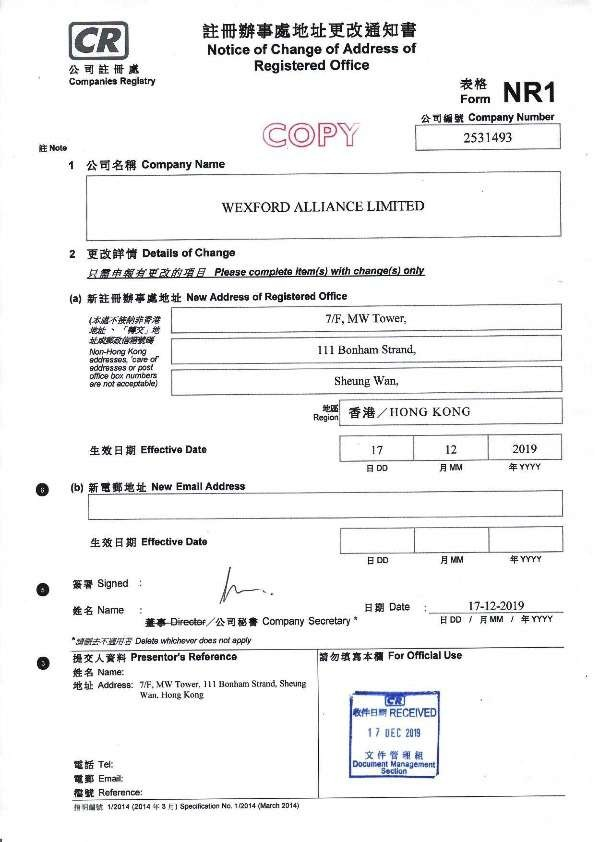 CR
公司註冊處
Companies Registry
註冊辦事處地址更改通知書
Notice of Change of Address of
Registered Office
表格
Form NR1
公司編號 Company Number
COPY
2531493
註 Note
1 公司名稱 Company Name
WEXFORD ALLIANCE LIMITED
2 更改詳情 Details of Change
只需申報有更改的項目 Please complete item(s) with change(s) only
(a) 新註冊辦事處地址 New Address of Registered Office
(本處不接納非香港
地址、「轉交」地
址或郵政信箱號碼
Non-Hong Kong
addresses, 'care of'
addresses or post
office box numbers
are not acceptable)
7/F, MW Tower,
111 Bonham Strand,
Sheung Wan,
地區
Region
香港/HONG KONG
生效日期 Effective Date
17 12 2019
日 DD 月 MM 年 YYYY
(b) 新電郵地址 New Email Address
生效日期 Effective Date
日 DD 月 MM 年 YYYY
簽署 Signed :
姓名 Name :
日期 Date : 17-12-2019
董事 Director/公司秘書 Company Secretary *
日 DD / 月 MM / 年 YYYY
*請刪去不適用者 Delete whichever does not apply
3
提交人資料 Presentor's Reference
姓名 Name:
地址 Address: 7/F, MW Tower, 111 Bonham Strand, Sheung
Wan, Hong Kong
電話 Tel:
電郵 Email:
檔號 Reference:
請勿填寫本欄 For Official Use
CR
收件日期 RECEIVED
17 DEC 2019
文件管理組
Document Management
Section
指明編號 1/2014 (2014 年 3 月) Specification No. 1/2014 (March 2014)